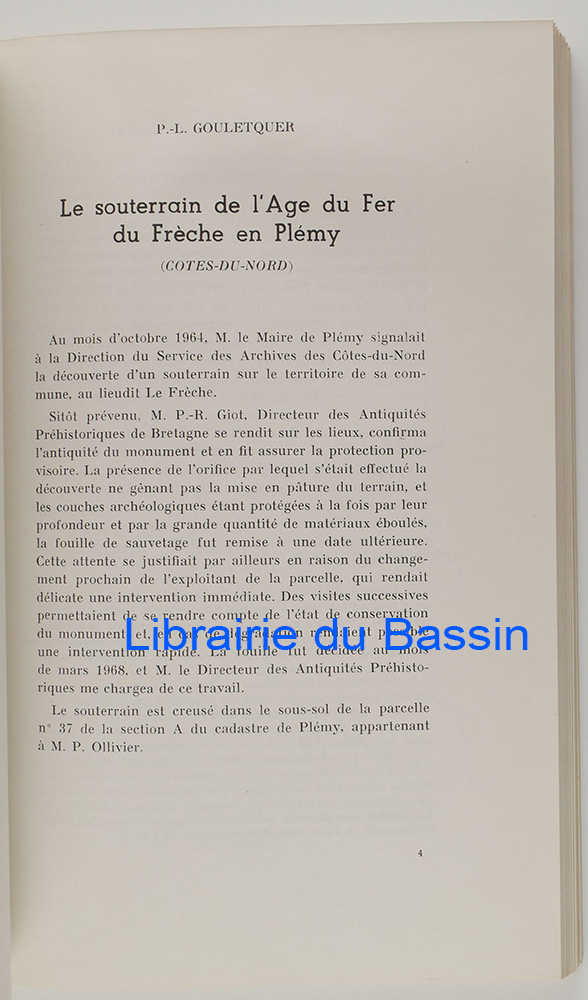 P.-L. GOULETQUER
Le souterrain de l'Age du Fer
du Frèche en Plémy
(COTES-DU-NORD)
Au mois d'octobre 1964, M. le Maire de Plémy signalait
à la Direction du Service des Archives des Côtes-du-Nord
la découverte d'un souterrain sur le territoire de sa com-
mune, au lieudit Le Frèche.
Sitôt prévenu, M. P.-R. Giot, Directeur des Antiquités
Préhistoriques de Bretagne se rendit sur les lieux, confirma
l'antiquité du monument et en fit assurer la protection pro-
visoire. La présence de l'orifice par lequel s'était effectué la
découverte ne gênant pas la mise en pâture du terrain, et
les couches archéologiques étant protégées à la fois par leur
profondeur et par la grande quantité de matériaux éboulés,
la fouille de sauvetage fut remise à une date ultérieure.
Cette attente se justifiait par ailleurs en raison du change-
ment prochain de l'exploitant de la parcelle, qui rendait
délicate une intervention immédiate. Des visites successives
permettaient de se rendre compte de l'état de conservation
du monument et, en cas de dégradation rendaient possible
Librairie du Bassin
une intervention rapide. La fouille fut décidée au mois
de mars 1968, et M. le Directeur des Antiquités Préhisto-
riques me chargea de ce travail.
Le souterrain est creusé dans le sous-sol de la parcelle
n° 37 de la section A du cadastre de Plémy, appartenant
à M. P. Ollivier.
4